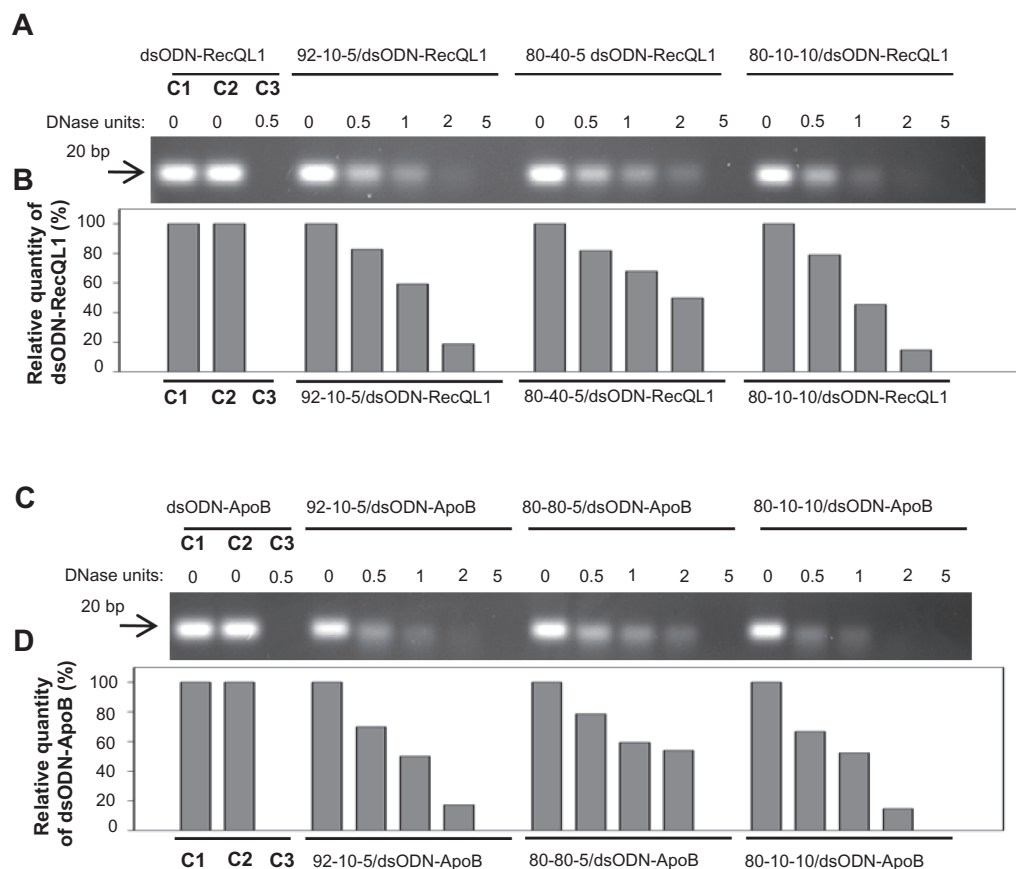 A
dsODN-RecQL1 92-10-5/dsODN-RecQL1 80-40-5 dsODN-RecQL1 80-10-10/dsODN-RecQL1
C1 C2 C3
DNase units: 0 0 0.5 0 0.5 1 2 5 0 0.5 1 2 5 0 0.5 1 2 5
20 bp
B
Relative quantity of
dsODN-RecQL1 (%)
100
80
60
40
20
0
C1 C2 C3 92-10-5/dsODN-RecQL1 80-40-5/dsODN-RecQL1 80-10-10/dsODN-RecQL1
C
dsODN-ApoB 92-10-5/dsODN-ApoB 80-80-5/dsODN-ApoB 80-10-10/dsODN-ApoB
C1 C2 C3
DNase units: 0 0 0.5 0 0.5 1 2 5 0 0.5 1 2 5 0 0.5 1 2 5
20 bp
D
Relative quantity
of dsODN-ApoB (%)
100
80
60
40
20
0
C1 C2 C3 92-10-5/dsODN-ApoB 80-80-5/dsODN-ApoB 80-10-10/dsODN-ApoB